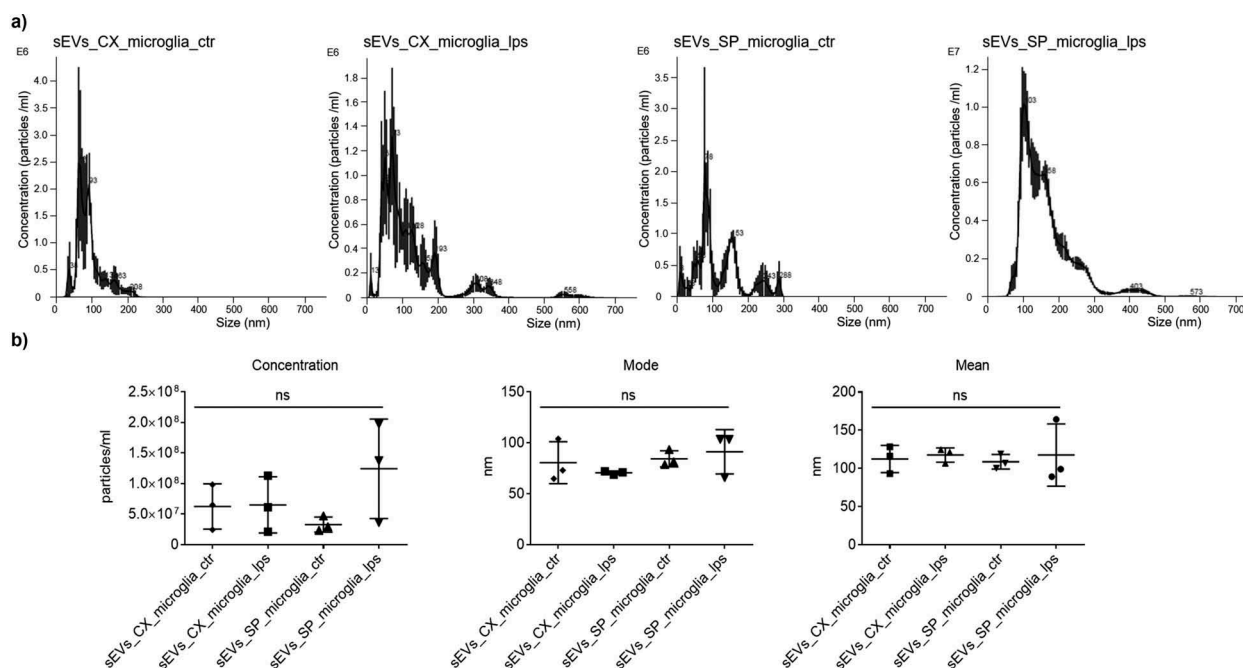 a)
sEVs_CX_microglia_ctr
sEVs_CX_microglia_lps
sEVs_SP_microglia_ctr
sEVs_SP_microglia_lps
E6
E6
E6
E7
Concentration (particles /ml)
4.0
3.5
3.0
2.5
2.0
1.5
1.0
0.5
0
93
208
0 100 200 300 400 500 600 700
Size (nm)
Concentration (particles /ml)
1.8
1.6
1.4
1.2
1.0
0.8
0.6
0.4
0.2
0
13
193
348
558
0 100 200 300 400 500 600 700
Size (nm)
Concentration (particles /ml)
3.5
3.0
2.5
2.0
1.5
1.0
0.5
0
153
288
0 100 200 300 400 500 600 700
Size (nm)
Concentration (particles /ml)
1.2
1.0
0.8
0.6
0.4
0.2
0
403
573
0 100 200 300 400 500 600 700
Size (nm)
b)
Concentration
ns
particles/ml
2.5×10⁸
2.0×10⁸
1.5×10⁸
1.0×10⁸
5.0×10⁷
0
sEVs_CX_microglia_ctr
sEVs_CX_microglia_lps
sEVs_SP_microglia_ctr
sEVs_SP_microglia_lps
Mode
ns
nm
150
100
50
0
sEVs_CX_microglia_ctr
sEVs_CX_microglia_lps
sEVs_SP_microglia_ctr
sEVs_SP_microglia_lps
Mean
ns
nm
200
150
100
50
0
sEVs_CX_microglia_ctr
sEVs_CX_microglia_lps
sEVs_SP_microglia_ctr
sEVs_SP_microglia_lps